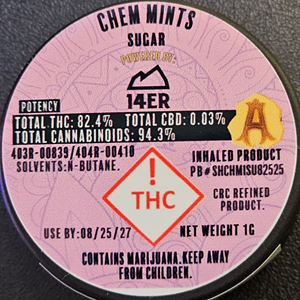 CHEM MINTS
SUGAR
POWERED BY:
14ER
POTENCY
TOTAL THC: 82.4% TOTAL CBD: 0.03%
TOTAL CANNABINOIDS: 94.3%
A
403R-00839/404R-00410
SOLVENTS:N-BUTANE.
INHALED PRODUCT
PB#SHCHMISU82525
CRC REFINED
PRODUCT.
!
THC
USE BY:08/25/27
NET WEIGHT 1G
CONTAINS MARIJUANA.KEEP AWAY
FROM CHILDREN.